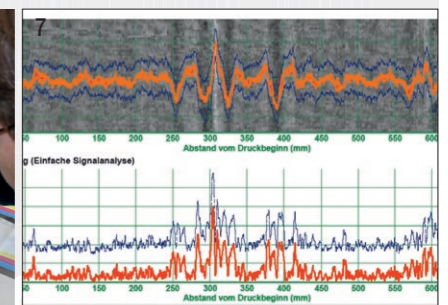 7
50 100 150 200 250 300 350 400 450 500 550 600
Abstand vom Druckbeginn (mm)
g (Einfache Signalanalyse)
50 100 150 200 250 300 350 400 450 500 550 600
Abstand vom Druckbeginn (mm)